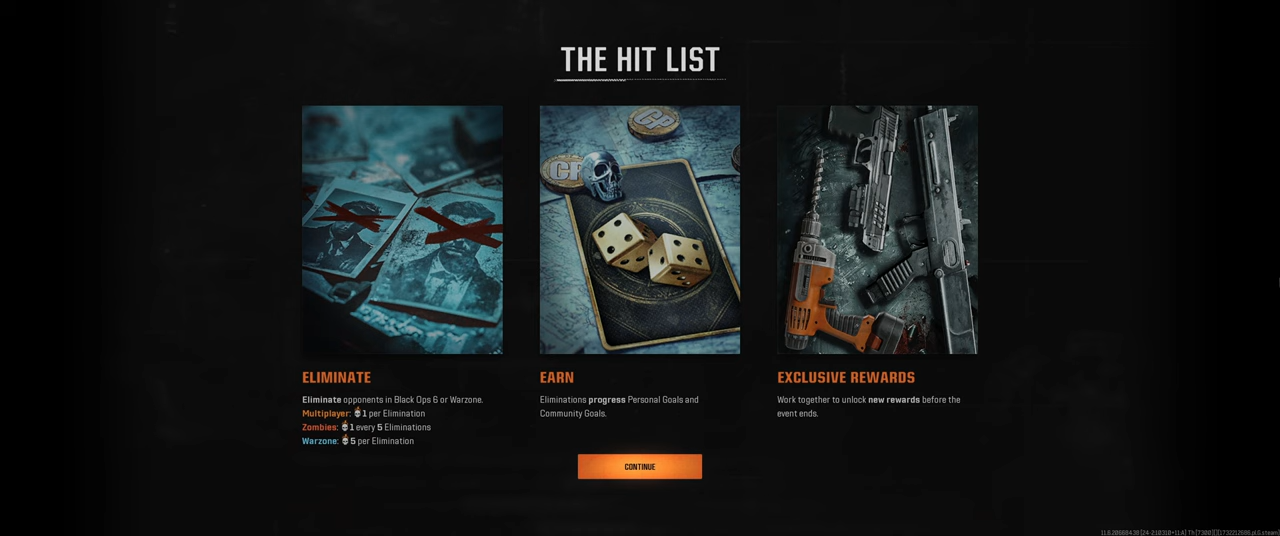 THE HIT LIST
CP
ELIMINATE
Eliminate opponents in Black Ops 6 or Warzone.
Multiplayer: 1 per Elimination
Zombies: 1 every 5 Eliminations
Warzone: 5 per Elimination
EARN
Eliminations progress Personal Goals and
Community Goals.
EXCLUSIVE REWARDS
Work together to unlock new rewards before the
event ends.
CONTINUE